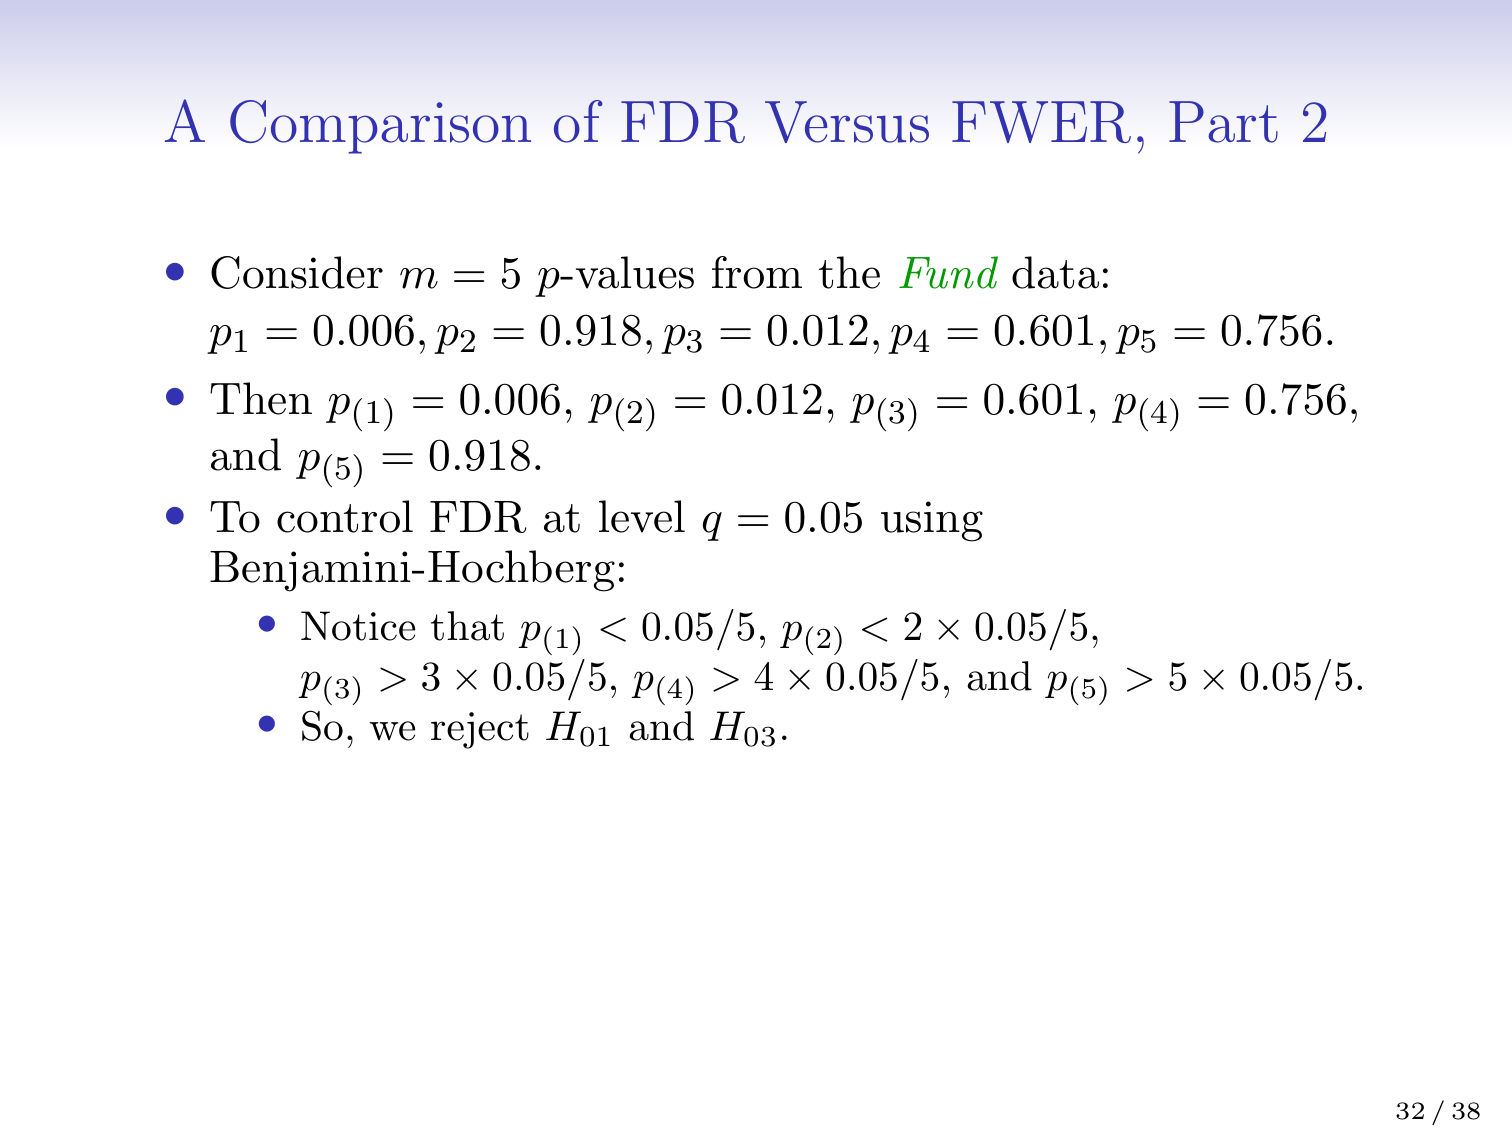 A Comparison of FDR Versus FWER, Part 2
• Consider m = 5 p-values from the Fund data:
p₁ = 0.006, p₂ = 0.918, p₃ = 0.012, p₄ = 0.601, p₅ = 0.756.
• Then p₍₁₎ = 0.006, p₍₂₎ = 0.012, p₍₃₎ = 0.601, p₍₄₎ = 0.756,
and p₍₅₎ = 0.918.
• To control FDR at level q = 0.05 using
Benjamini-Hochberg:
• Notice that p₍₁₎ < 0.05/5, p₍₂₎ < 2 × 0.05/5,
p₍₃₎ > 3 × 0.05/5, p₍₄₎ > 4 × 0.05/5, and p₍₅₎ > 5 × 0.05/5.
• So, we reject H₀₁ and H₀₃.
32 / 38